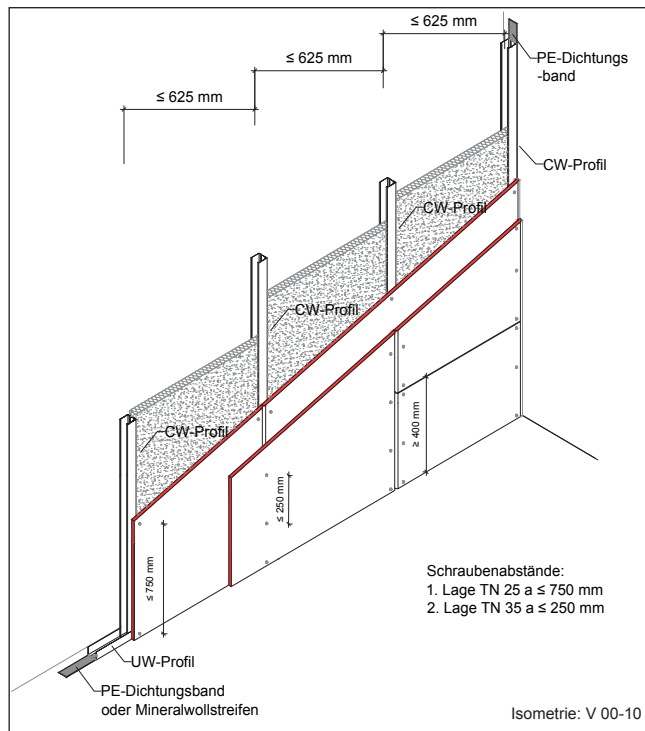 ≤ 625 mm
≤ 625 mm
≤ 625 mm
PE-Dichtungs
-band
CW-Profil
CW-Profil
CW-Profil
CW-Profil
≥ 400 mm
≤ 250 mm
≤ 750 mm
Schraubenabstände:
1. Lage TN 25 a ≤ 750 mm
2. Lage TN 35 a ≤ 250 mm
UW-Profil
PE-Dichtungsband
oder Mineralwollstreifen
Isometrie: V 00-10